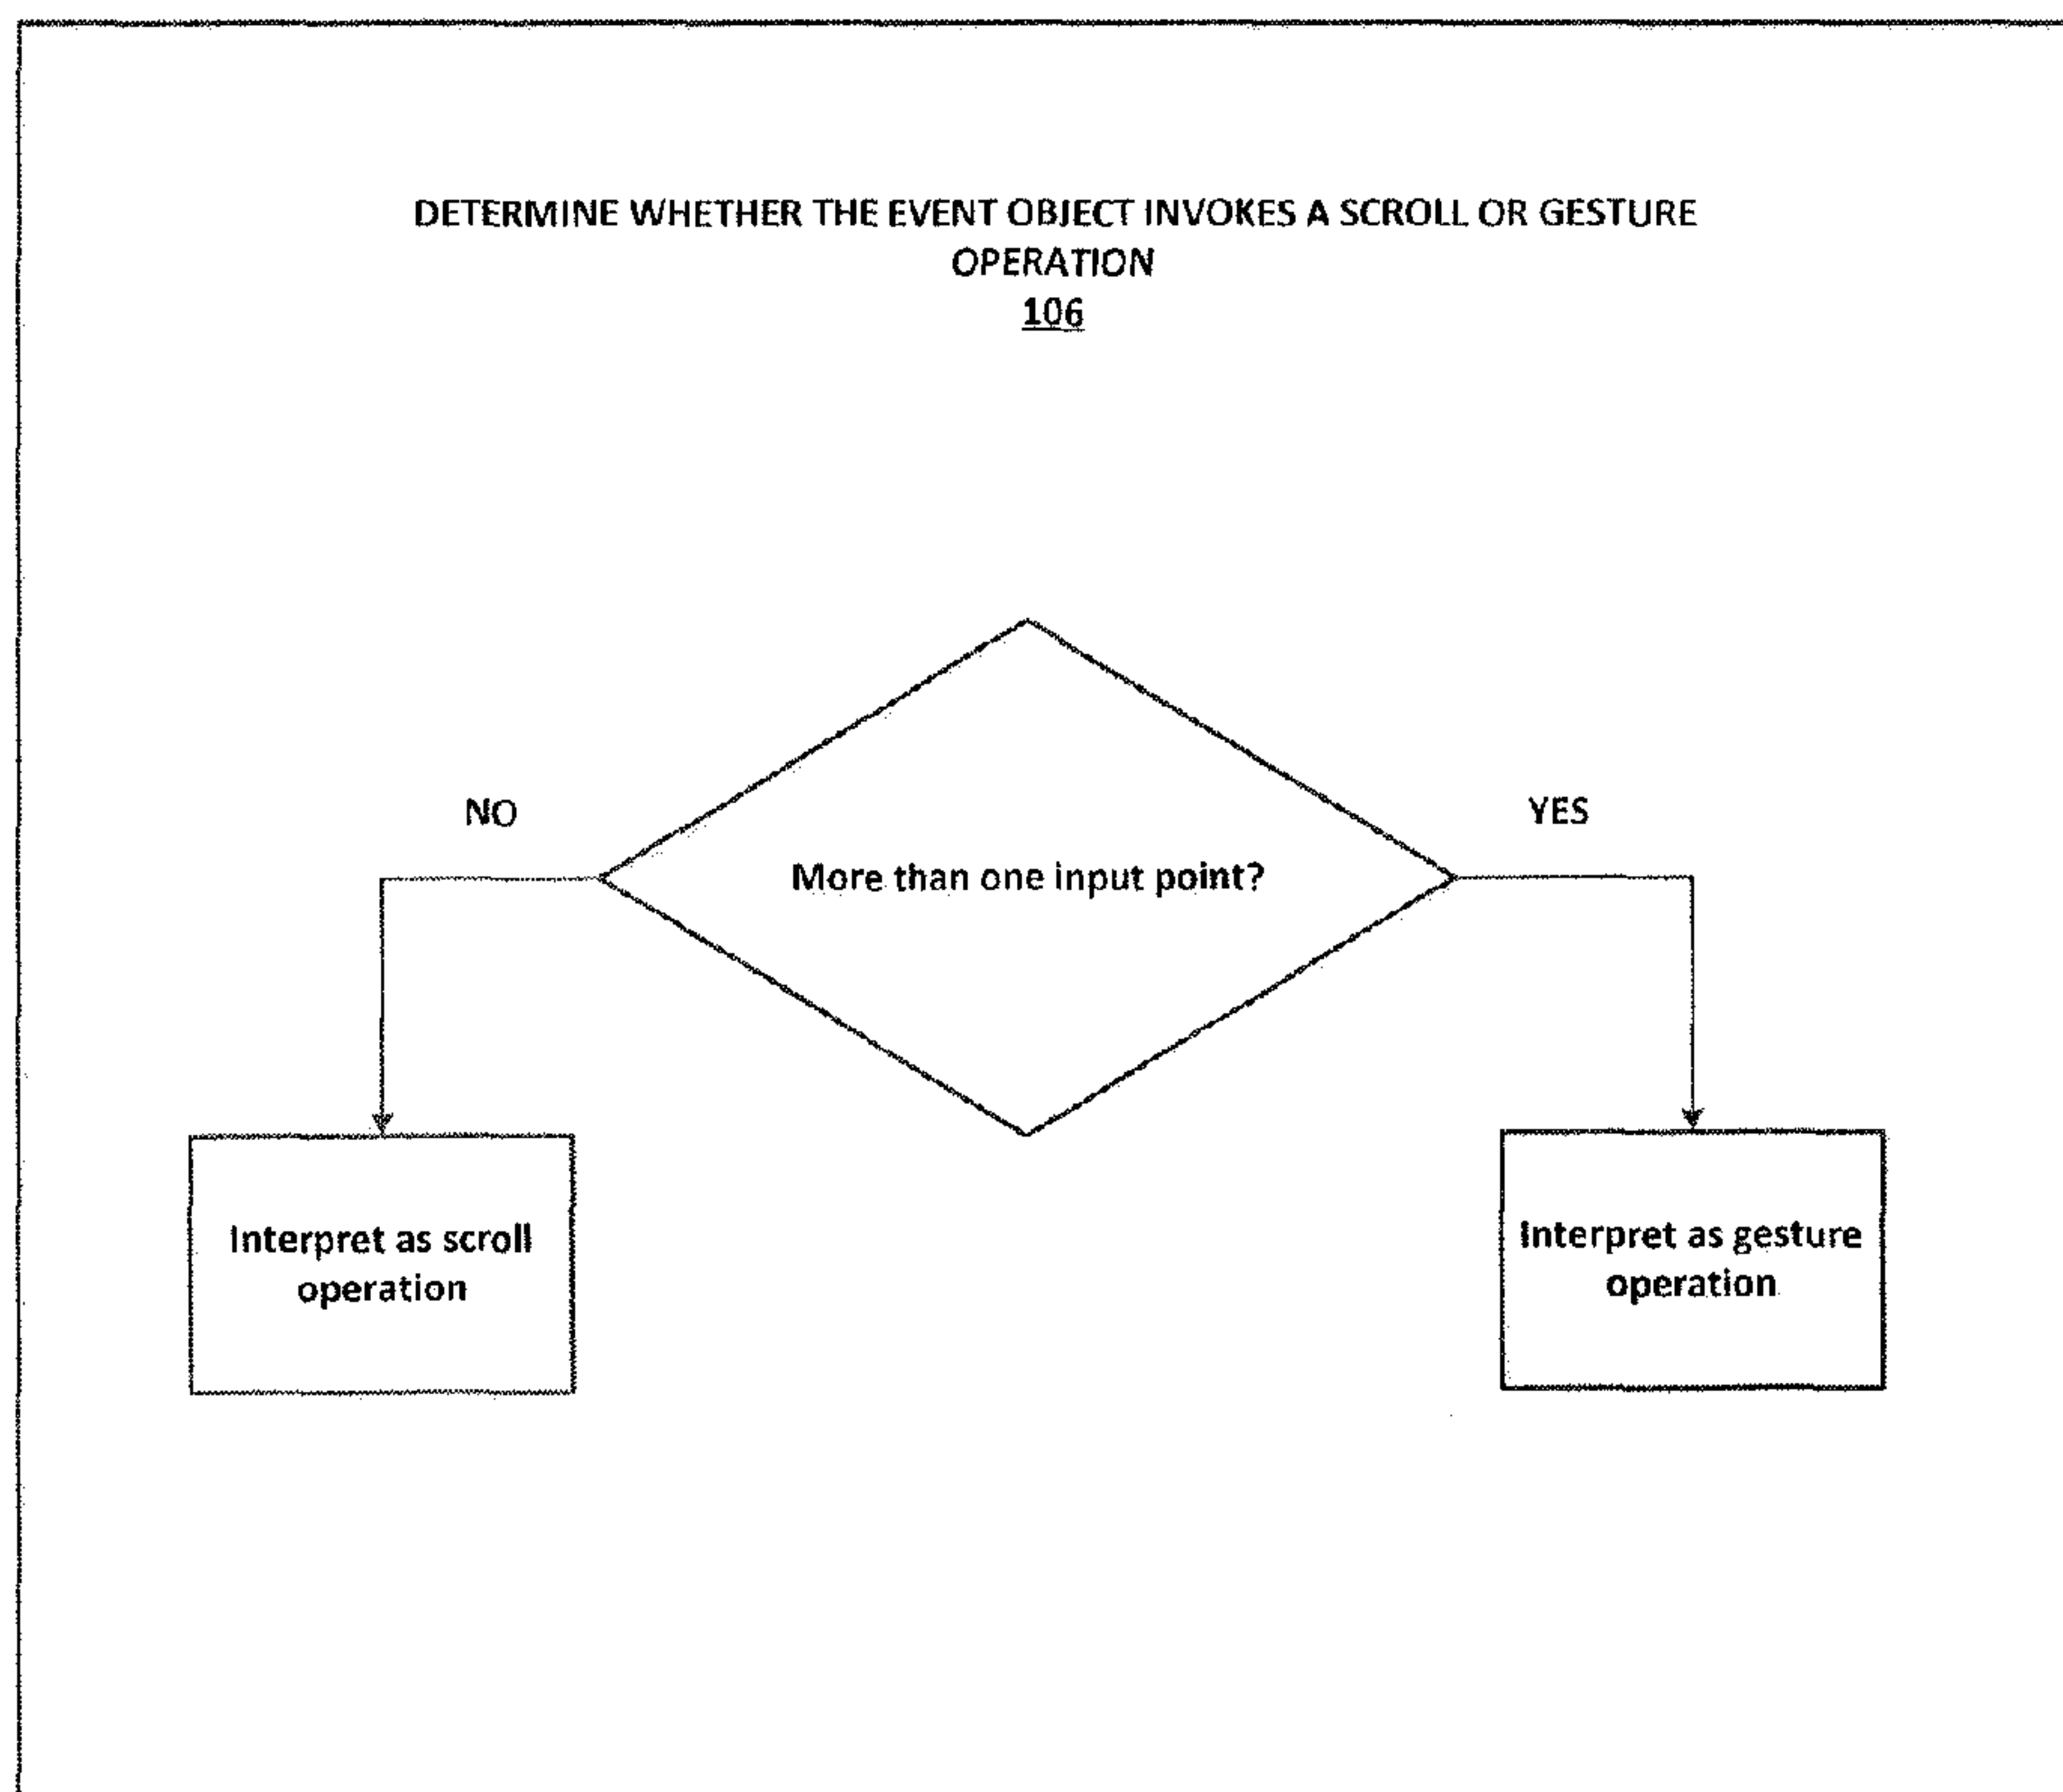 DETERMINE WHETHER THE EVENT OBJECT INVOKES A SCROLL OR GESTURE
OPERATION
106
NO
YES
More than one input point?
Interpret as scroll
operation
Interpret as gesture
operation